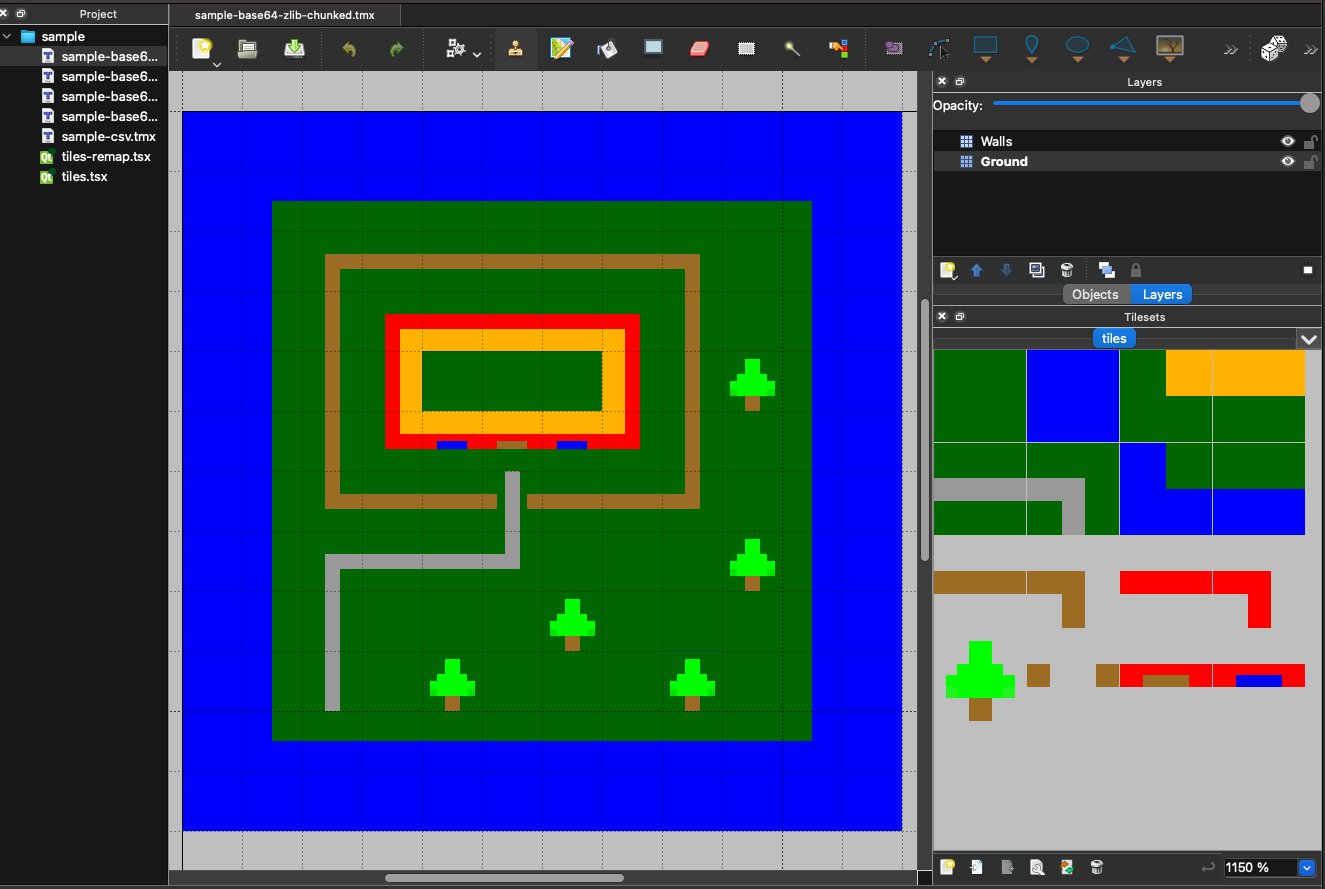 Project
sample-base64-zlib-chunked.tmx
sample
sample-base6...
sample-base6...
sample-base6...
sample-base6...
sample-csv.tmx
tiles-remap.tsx
tiles.tsx
Layers
Opacity:
Walls
Ground
Objects
Layers
Tilesets
tiles
1150 %